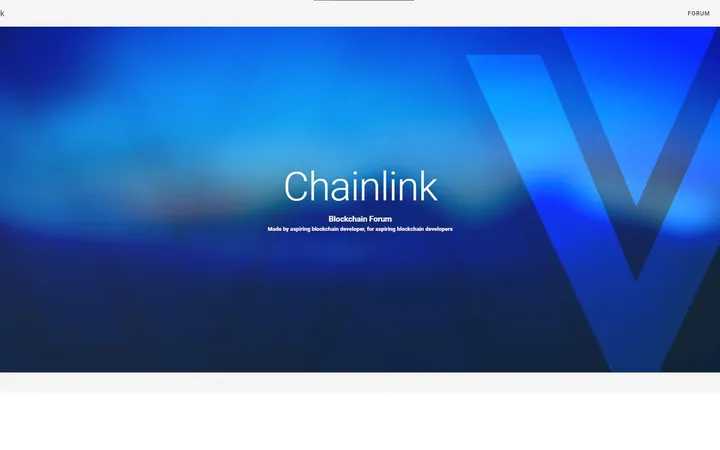 k
FORUM
Chainlink
Blockchain Forum
Made by aspiring blockchain developer, for aspiring blockchain developers